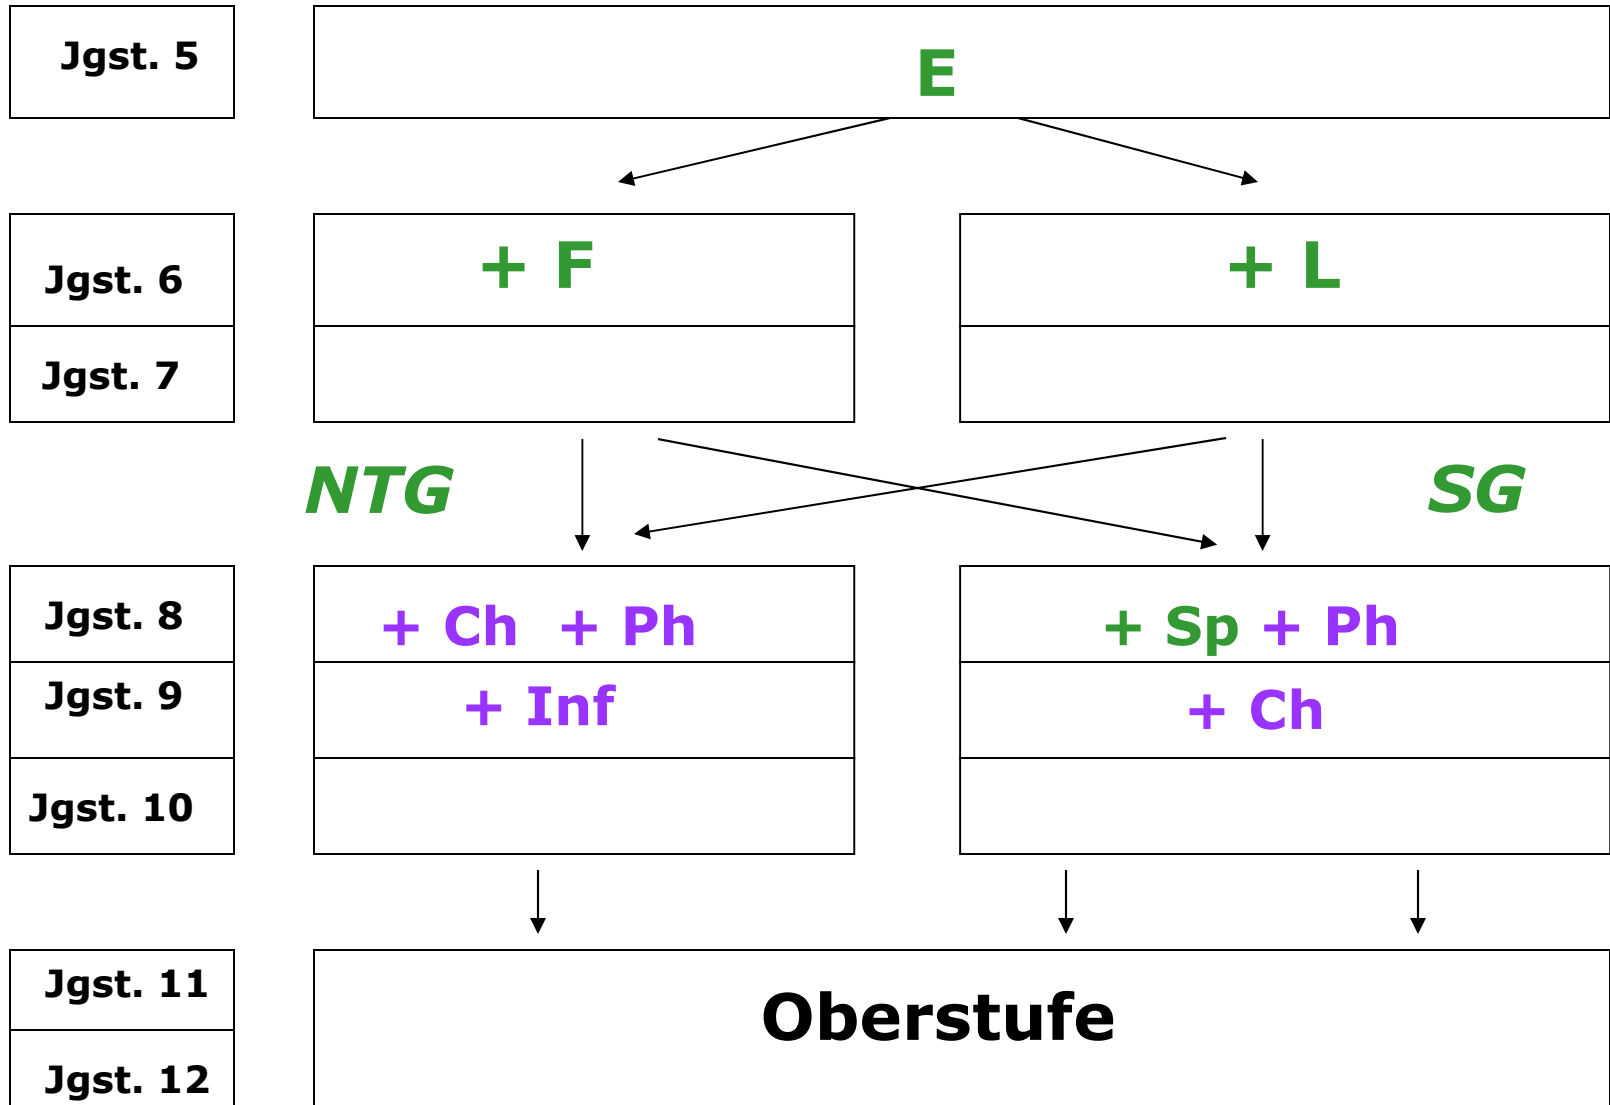 Jgst. 5
E
Jgst. 6
+ F
+ L
Jgst. 7
NTG
SG
Jgst. 8
+ Ch + Ph
+ Sp + Ph
Jgst. 9
+ Inf
+ Ch
Jgst. 10
Jgst. 11
Oberstufe
Jgst. 12